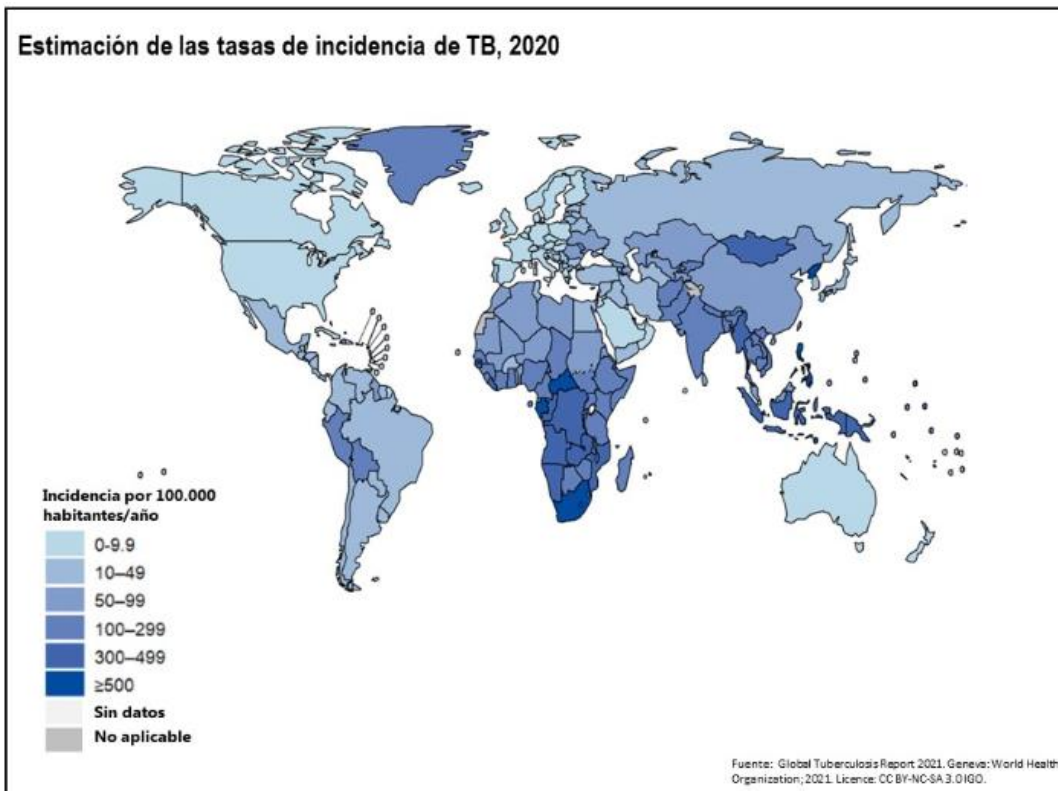 Estimación de las tasas de incidencia de TB, 2020
Incidencia por 100.000
habitantes/año
0-9.9
10–49
50–99
100–299
300–499
≥500
Sin datos
No aplicable
Fuente: Global Tuberculosis Report 2021. Geneva: World Health
Organization; 2021. Licence: CC BY-NC-SA 3.0 IGO.